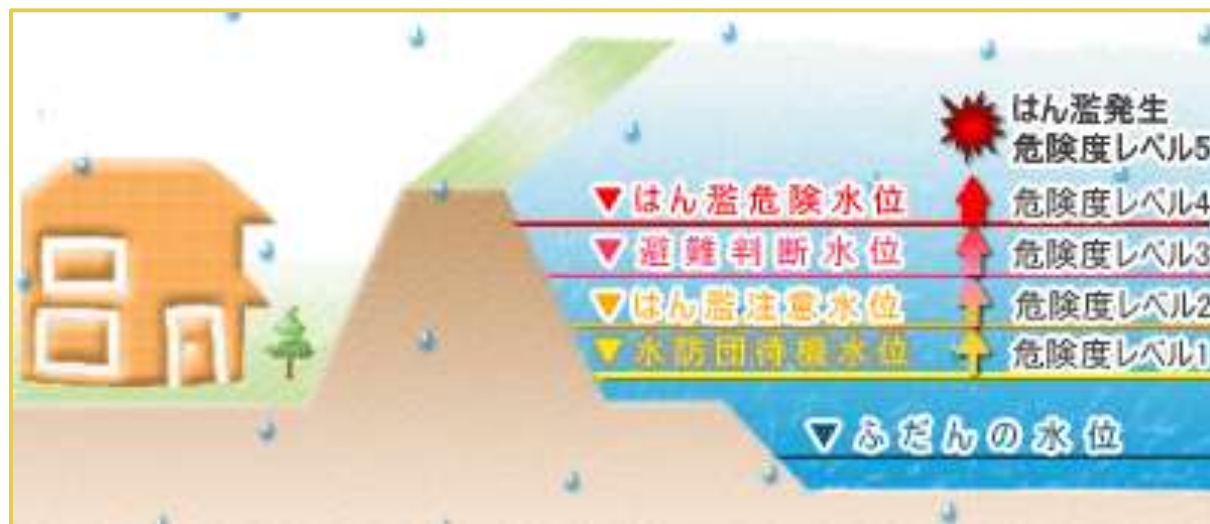 はん濫発生
危険度レベル5
▼はん濫危険水位 危険度レベル4
▼避難判断水位 危険度レベル3
▼はん濫注意水位 危険度レベル2
▼水防団待機水位 危険度レベル1
▼ふだんの水位